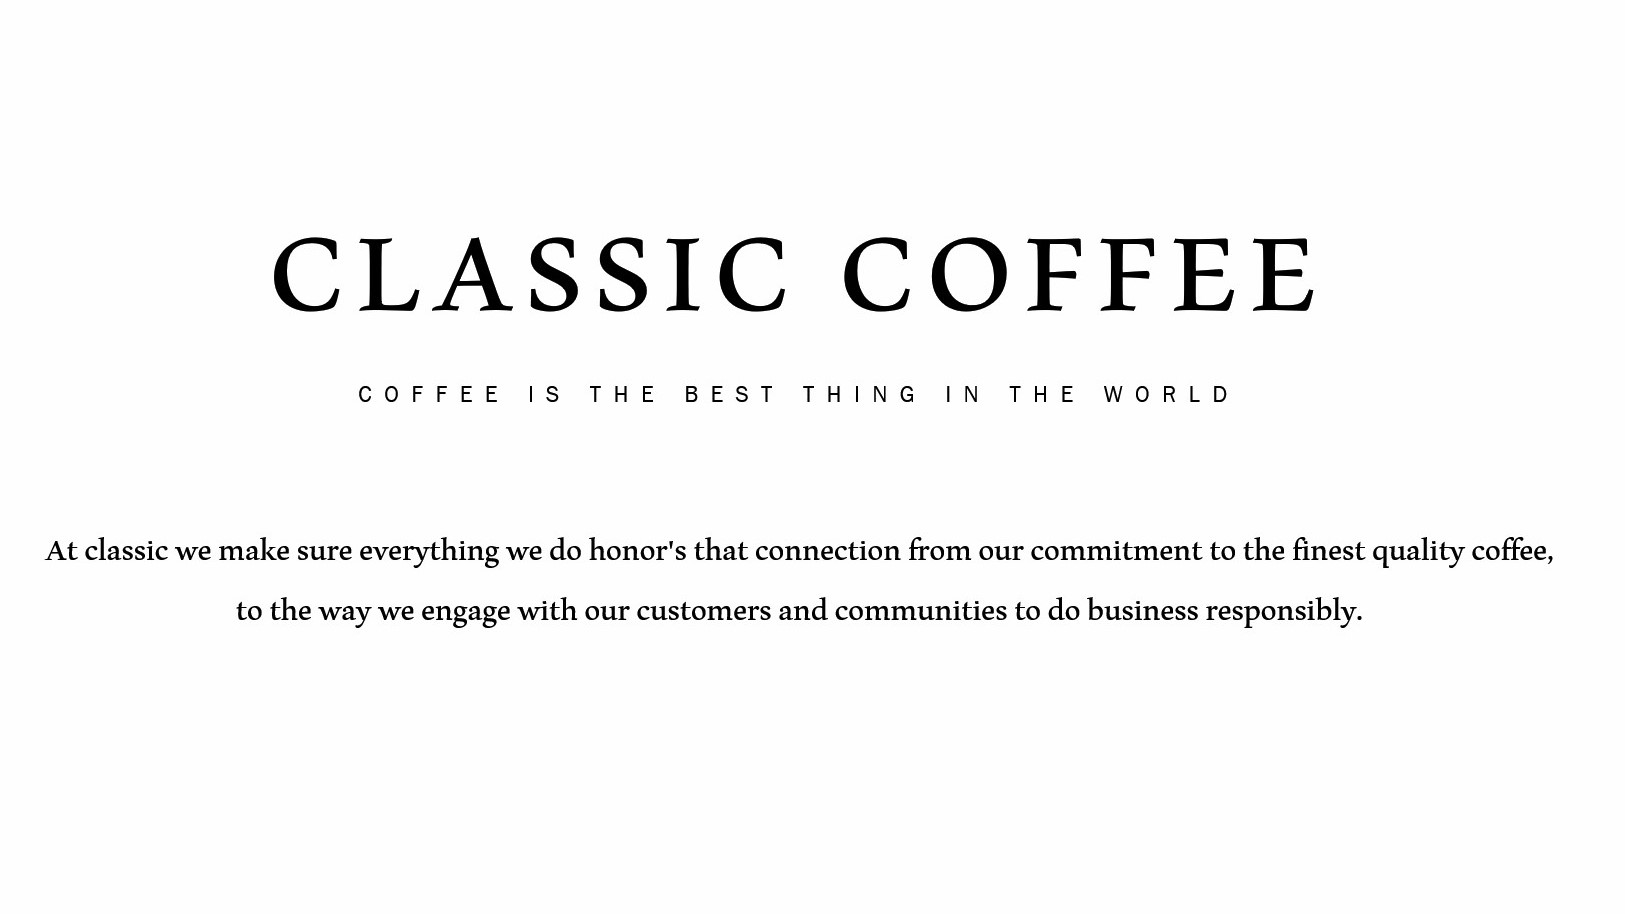 CLASSIC COFFEE
COFFEE IS THE BEST THING IN THE WORLD
At classic we make sure everything we do honor's that connection from our commitment to the finest quality coffee,
to the way we engage with our customers and communities to do business responsibly.